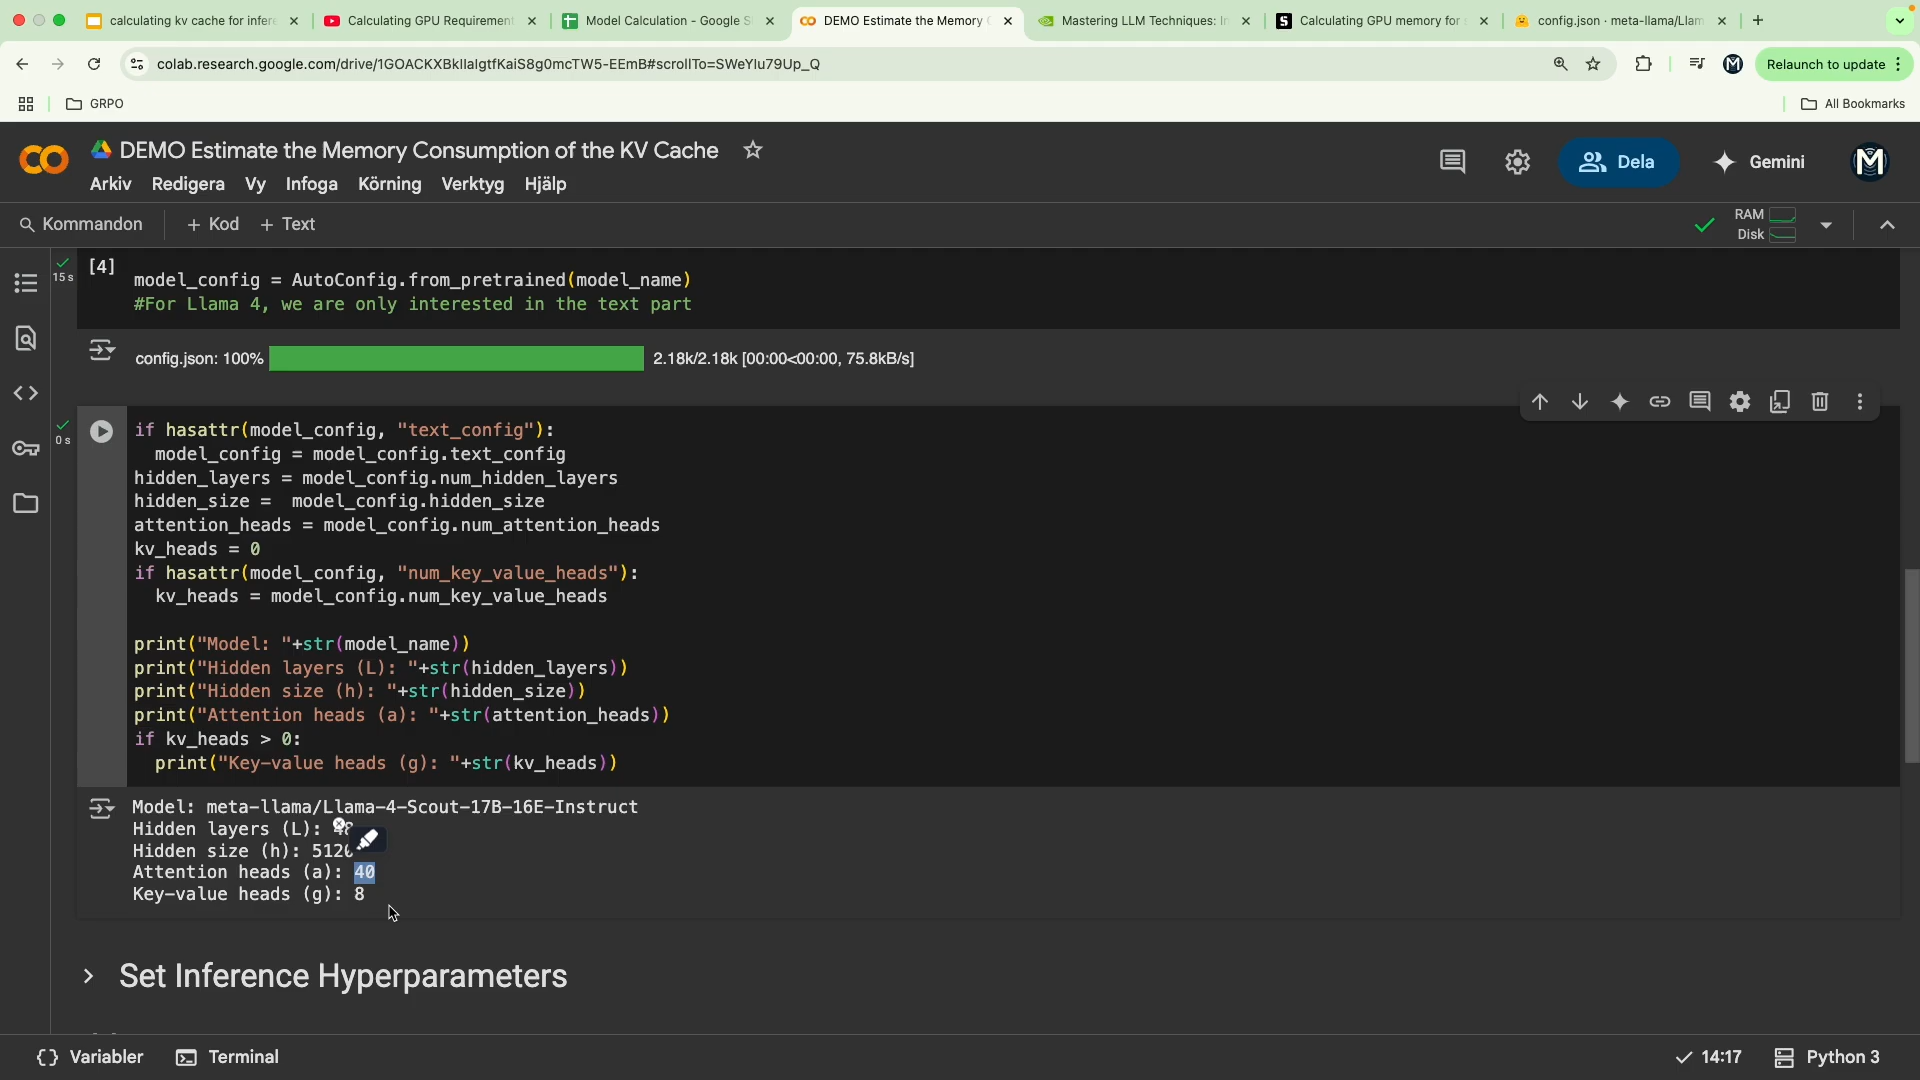 calculating kv cache for infere
Calculating GPU Requirement
Model Calculation - Google S
DEMO Estimate the Memory C
Mastering LLM Techniques: In
Calculating GPU memory for s
config.json · meta-llama/Llam
colab.research.google.com/drive/1GOACKXBkIlalgtfKaiS8g0mcTW5-EEmB#scrollTo=SWeYlu79Up_Q
Relaunch to update
GRPO
All Bookmarks
DEMO Estimate the Memory Consumption of the KV Cache
Arkiv Redigera Vy Infoga Körning Verktyg Hjälp
Dela
Gemini
Kommandon
+ Kod + Text
RAM
Disk
15 s
[4]
model_config = AutoConfig.from_pretrained(model_name)
#For Llama 4, we are only interested in the text part
config.json: 100% 2.18k/2.18k [00:00<00:00, 75.8kB/s]
0 s
if hasattr(model_config, "text_config"):
  model_config = model_config.text_config
hidden_layers = model_config.num_hidden_layers
hidden_size =  model_config.hidden_size
attention_heads = model_config.num_attention_heads
kv_heads = 0
if hasattr(model_config, "num_key_value_heads"):
  kv_heads = model_config.num_key_value_heads
print("Model: "+str(model_name))
print("Hidden layers (L): "+str(hidden_layers))
print("Hidden size (h): "+str(hidden_size))
print("Attention heads (a): "+str(attention_heads))
if kv_heads > 0:
  print("Key-value heads (g): "+str(kv_heads))
Model: meta-llama/Llama-4-Scout-17B-16E-Instruct
Hidden layers (L): 48
Hidden size (h): 5120
Attention heads (a): 40
Key-value heads (g): 8
Set Inference Hyperparameters
Variabler
Terminal
14:17
Python 3